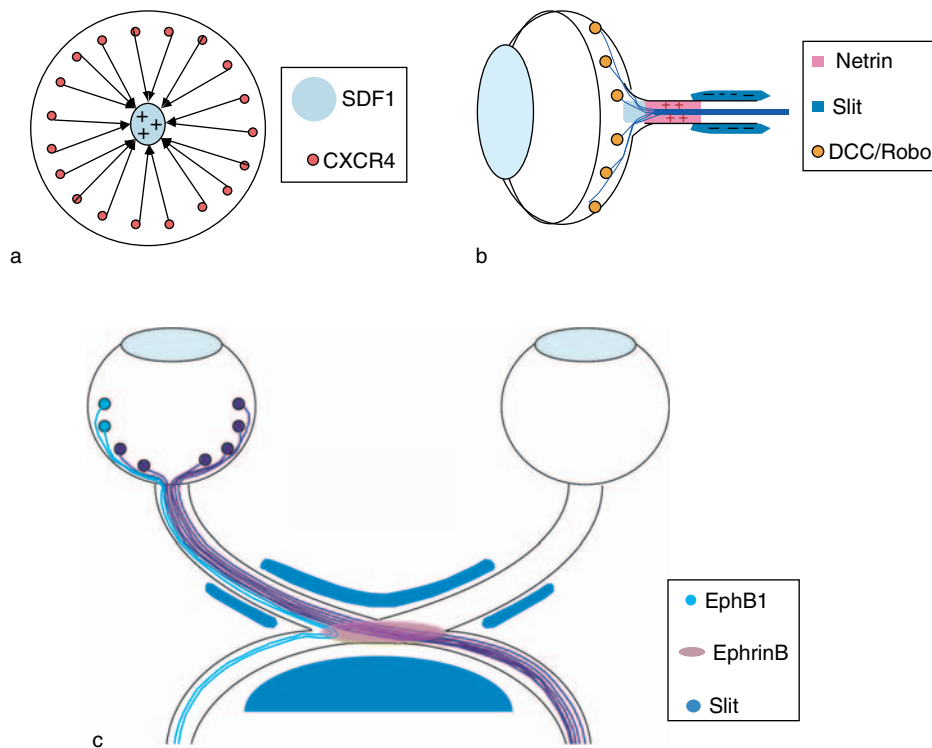 + + +
SDF1
CXCR4
a
+ +
+ +
– – –
– – –
Netrin
Slit
DCC/Robo
b
EphB1
EphrinB
Slit
c